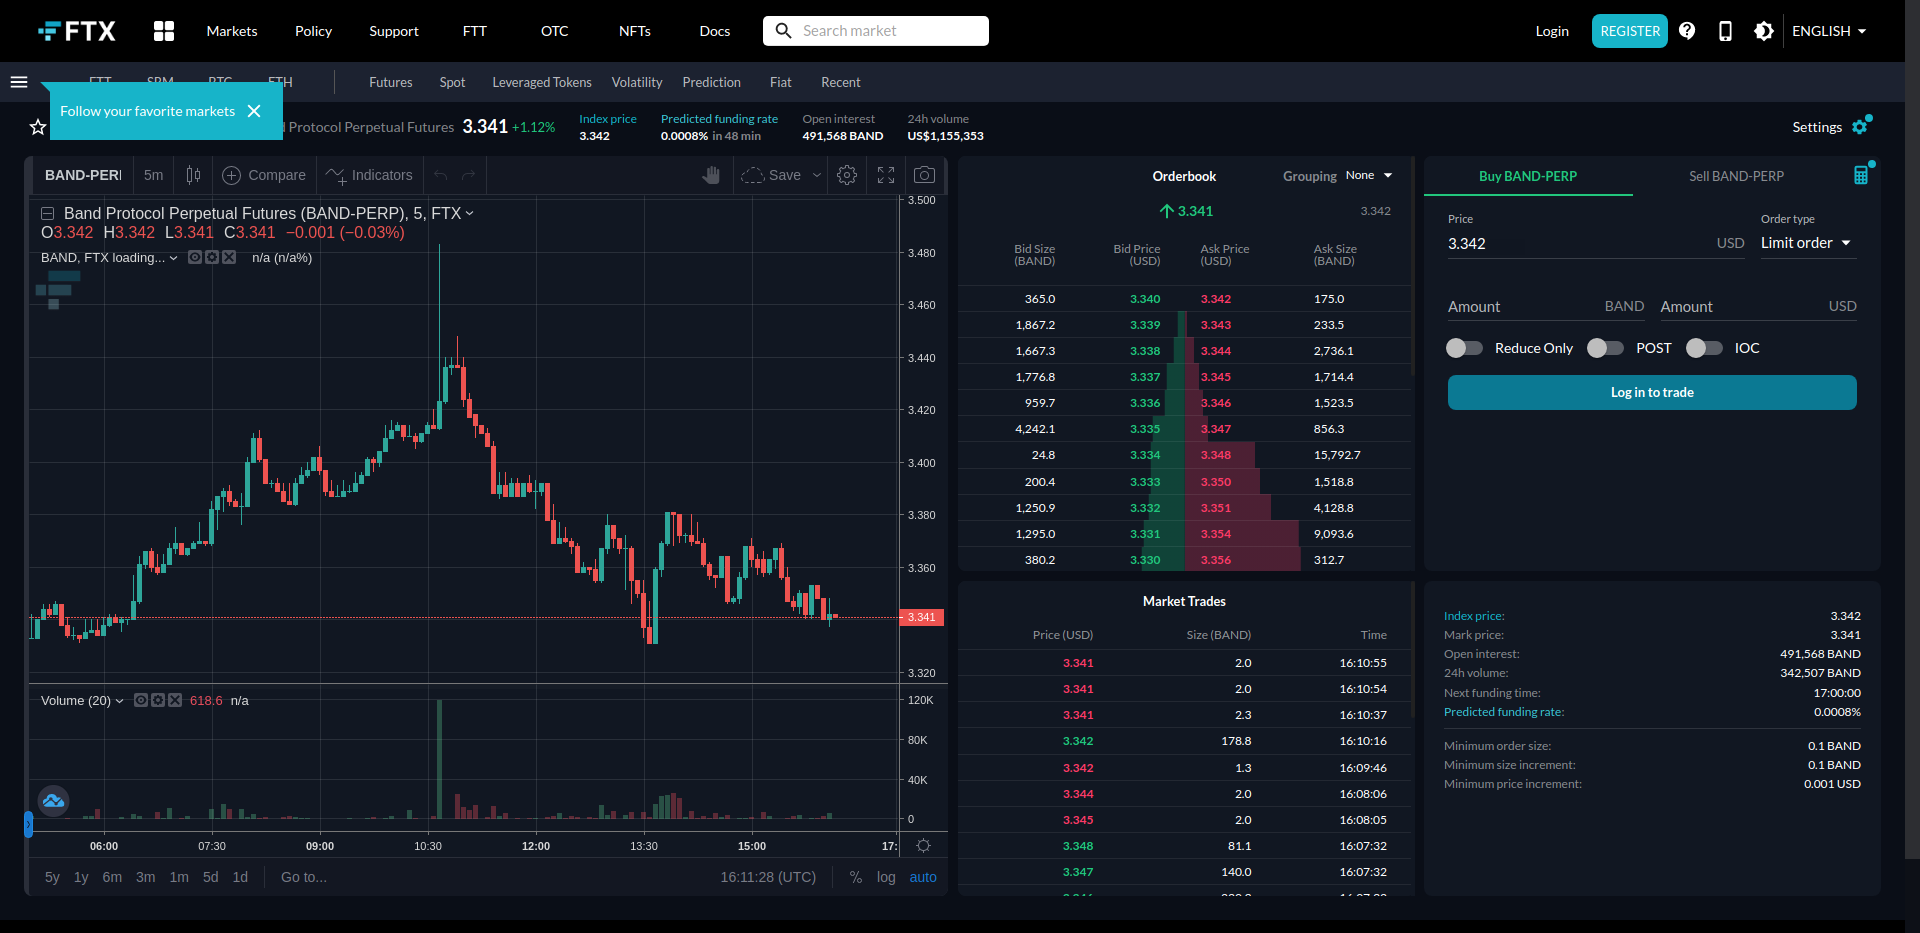 FTX
Markets
Policy
Support
FTT
OTC
NFTs
Docs
Search market
Login
REGISTER
ENGLISH
Futures
Spot
Leveraged Tokens
Volatility
Prediction
Fiat
Recent
Follow your favorite markets
Protocol Perpetual Futures
3.341 +1.12%
Index price
3.342
Predicted funding rate
0.0008% in 48 min
Open interest
491,568 BAND
24h volume
US$1,155,353
Settings
BAND-PER
5m
Compare
Indicators
Save
Band Protocol Perpetual Futures (BAND-PERP), 5, FTX
O3.342 H3.342 L3.341 C3.341 −0.001 (−0.03%)
BAND, FTX loading... n/a (n/a%)
3.500
3.480
3.460
3.440
3.420
3.400
3.380
3.360
3.341
3.320
Volume (20) 618.6 n/a
120K
80K
40K
0
06:00 07:30 09:00 10:30 12:00 13:30 15:00 17:
5y 1y 6m 3m 1m 5d 1d Go to...
16:11:28 (UTC) % log auto
Orderbook
Grouping None
3.341
3.342
Bid Size (BAND) Bid Price (USD) Ask Price (USD) Ask Size (BAND)
365.0 3.340 3.342 175.0
1,867.2 3.339 3.343 233.5
1,667.3 3.338 3.344 2,736.1
1,776.8 3.337 3.345 1,714.4
959.7 3.336 3.346 1,523.5
4,242.1 3.335 3.347 856.3
24.8 3.334 3.348 15,792.7
200.4 3.333 3.350 1,518.8
1,250.9 3.332 3.351 4,128.8
1,295.0 3.331 3.354 9,093.6
380.2 3.330 3.356 312.7
Market Trades
Price (USD) Size (BAND) Time
3.341 2.0 16:10:55
3.341 2.0 16:10:54
3.341 2.3 16:10:37
3.342 178.8 16:10:16
3.342 1.3 16:09:46
3.344 2.0 16:08:06
3.345 2.0 16:08:05
3.348 81.1 16:07:32
3.347 140.0 16:07:32
Buy BAND-PERP
Sell BAND-PERP
Price
3.342 USD
Order type
Limit order
Amount BAND
Amount USD
Reduce Only
POST
IOC
Log in to trade
Index price: 3.342
Mark price: 3.341
Open interest: 491,568 BAND
24h volume: 342,507 BAND
Next funding time: 17:00:00
Predicted funding rate: 0.0008%
Minimum order size: 0.1 BAND
Minimum size increment: 0.1 BAND
Minimum price increment: 0.001 USD